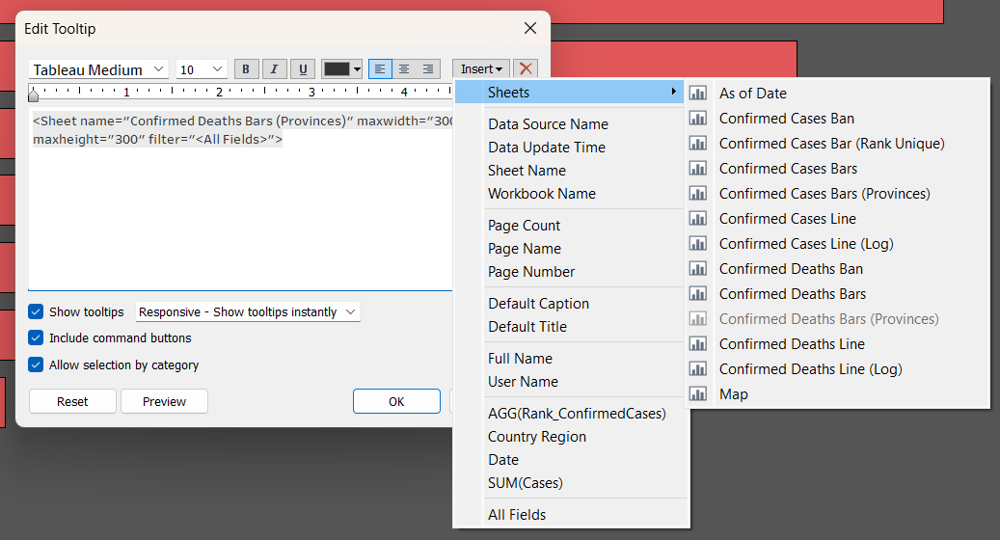 Edit Tooltip
Tableau Medium
10
B I U
Insert
1 2 3 4
<Sheet name="Confirmed Deaths Bars (Provinces)" maxwidth="300
maxheight="300" filter="<All Fields>">
Show tooltips
Responsive - Show tooltips instantly
Include command buttons
Allow selection by category
Reset
Preview
OK
Sheets
Data Source Name
Data Update Time
Sheet Name
Workbook Name
Page Count
Page Name
Page Number
Default Caption
Default Title
Full Name
User Name
AGG(Rank_ConfirmedCases)
Country Region
Date
SUM(Cases)
All Fields
As of Date
Confirmed Cases Ban
Confirmed Cases Bar (Rank Unique)
Confirmed Cases Bars
Confirmed Cases Bars (Provinces)
Confirmed Cases Line
Confirmed Cases Line (Log)
Confirmed Deaths Ban
Confirmed Deaths Bars
Confirmed Deaths Bars (Provinces)
Confirmed Deaths Line
Confirmed Deaths Line (Log)
Map